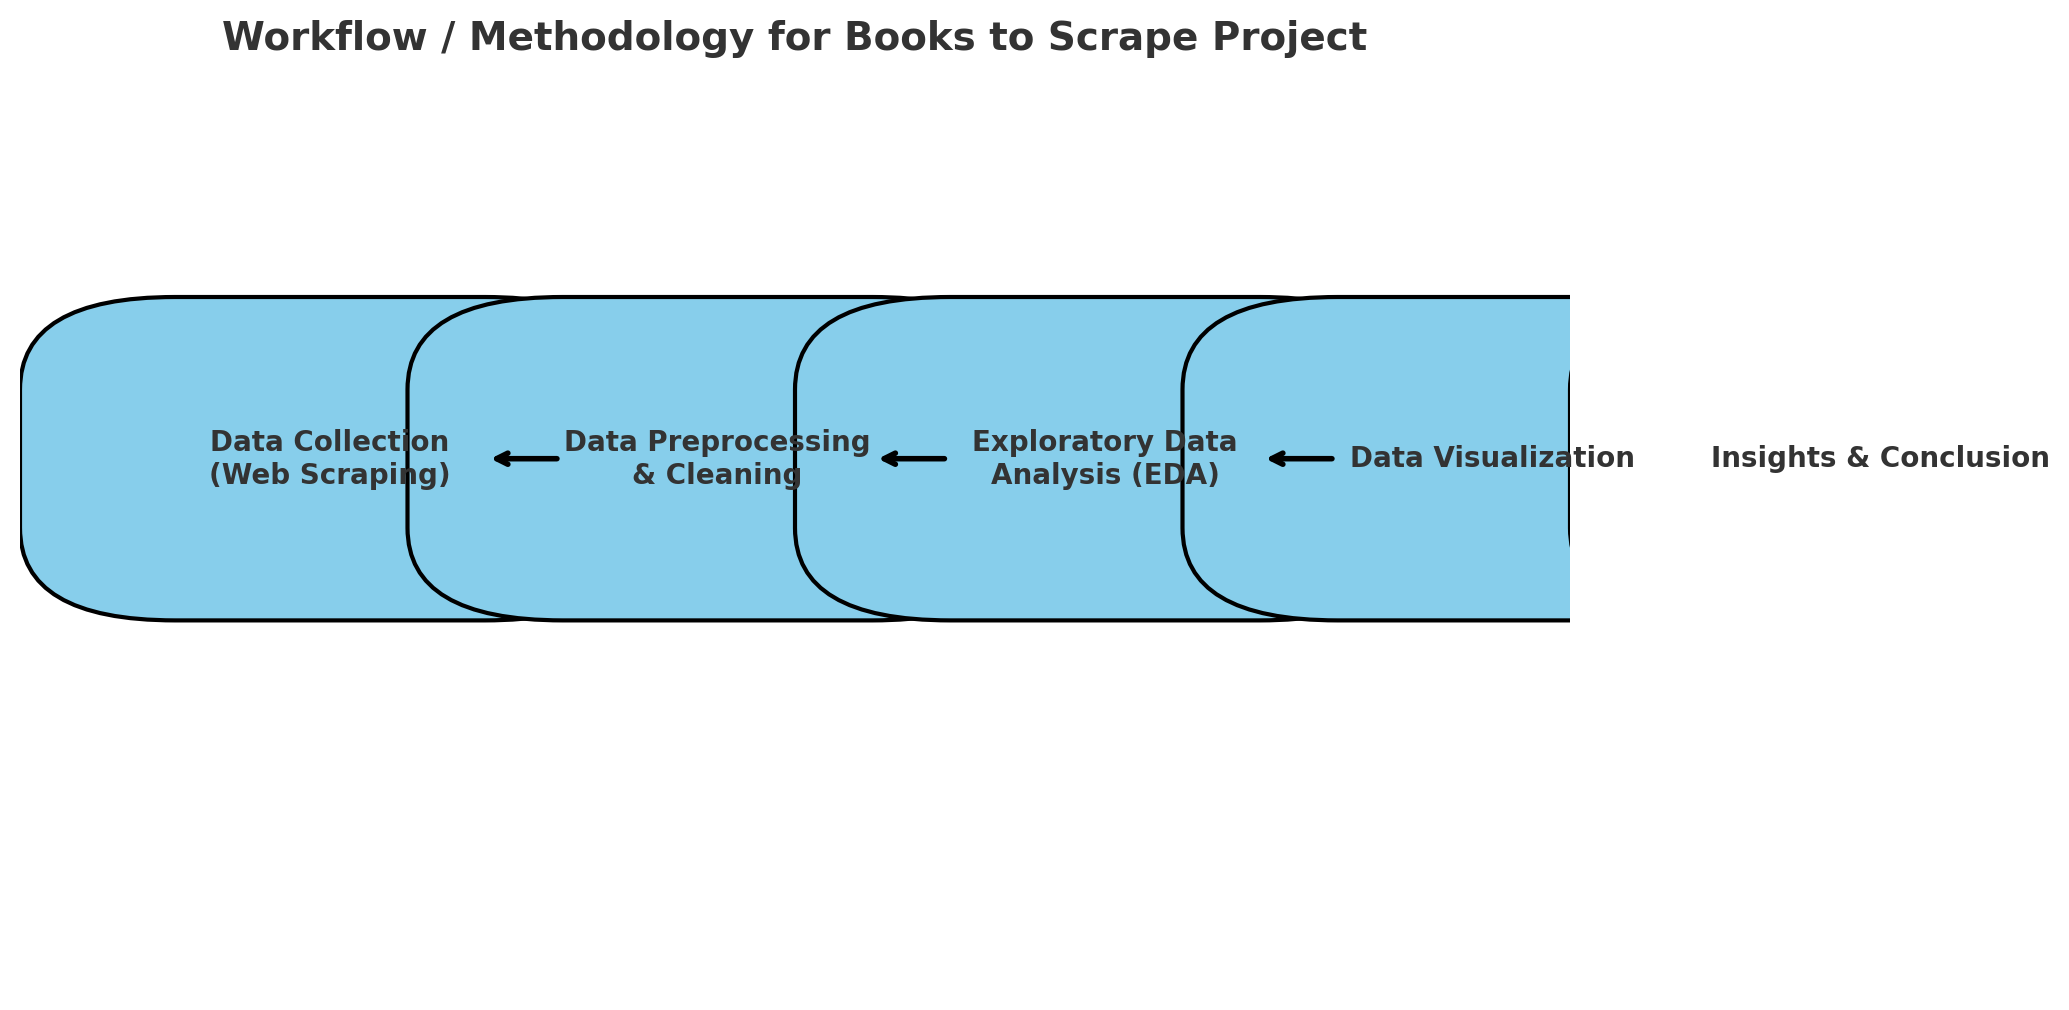 Workflow / Methodology for Books to Scrape Project
Data Collection
(Web Scraping)
Data Preprocessing
& Cleaning
Exploratory Data
Analysis (EDA)
Data Visualization
Insights & Conclusion